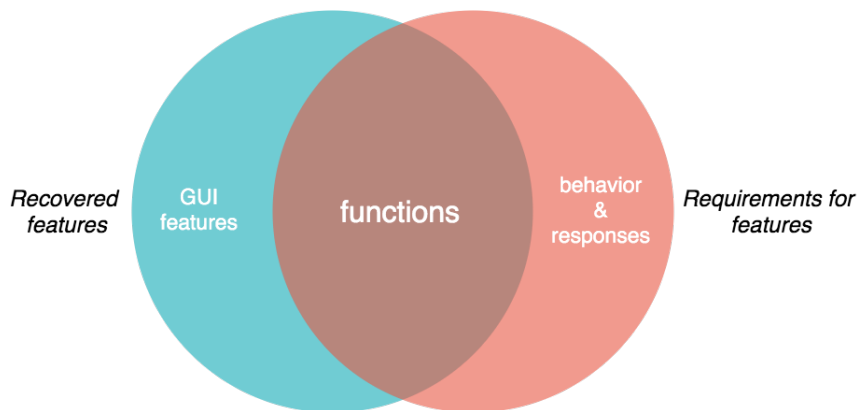 Recovered
features
GUI
features
functions
behavior
&
responses
Requirements for
features